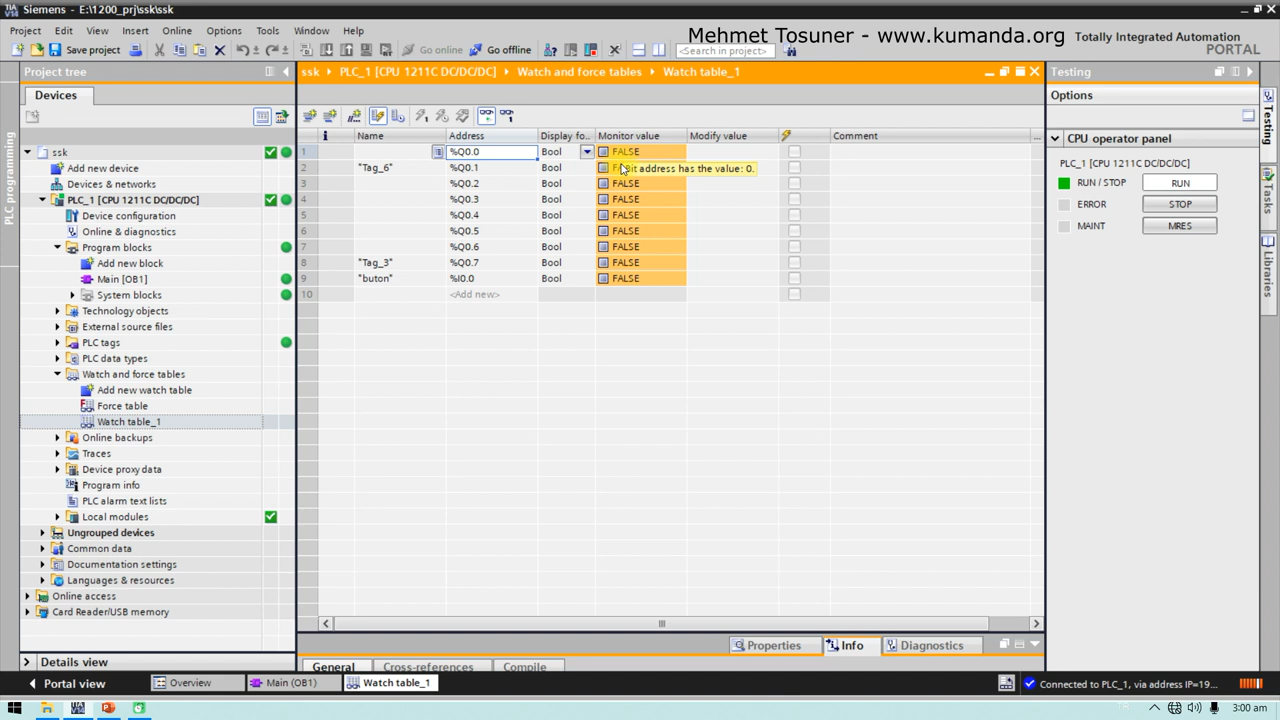 TIA V14
Siemens - E:\1200_prj\ssk\ssk
Project Edit View Insert Online Options Tools Window Help
Mehmet Tosuner - www.kumanda.org
Totally Integrated Automation
PORTAL
Save project Go online Go offline <Search in project>
Project tree
ssk PLC_1 [CPU 1211C DC/DC/DC] Watch and force tables Watch table_1
Testing
Devices
Options
PLC programming
ssk
Add new device
Devices & networks
PLC_1 [CPU 1211C DC/DC/DC]
Device configuration
Online & diagnostics
Program blocks
Add new block
Main [OB1]
System blocks
Technology objects
External source files
PLC tags
PLC data types
Watch and force tables
Add new watch table
Force table
Watch table_1
Online backups
Traces
Device proxy data
Program info
PLC alarm text lists
Local modules
Ungrouped devices
Common data
Documentation settings
Languages & resources
Online access
Card Reader/USB memory
Details view
i Name Address Display fo... Monitor value Modify value Comment ...
1 %Q0.0 Bool FALSE
2 "Tag_6" %Q0.1 Bool
bit address has the value: 0.
3 %Q0.2 Bool FALSE
4 %Q0.3 Bool FALSE
5 %Q0.4 Bool FALSE
6 %Q0.5 Bool FALSE
7 %Q0.6 Bool FALSE
8 "Tag_3" %Q0.7 Bool FALSE
9 "buton" %I0.0 Bool FALSE
10 <Add new>
CPU operator panel
PLC_1 [CPU 1211C DC/DC/DC]
RUN / STOP RUN
ERROR STOP
MAINT MRES
Testing
Tasks
Libraries
Properties Info Diagnostics
General Cross-references Compile
Portal view Overview Main (OB1) Watch table_1
Connected to PLC_1, via address IP=19...
3:00 am